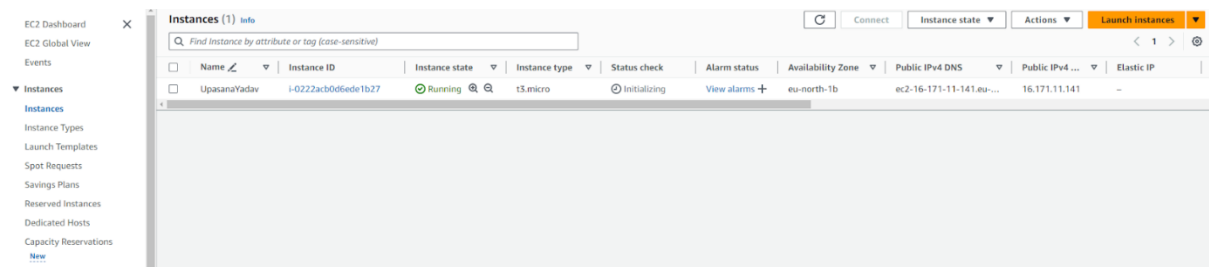 EC2 Dashboard
EC2 Global View
Events
Instances
Instances
Instance Types
Launch Templates
Spot Requests
Savings Plans
Reserved Instances
Dedicated Hosts
Capacity Reservations
New
Instances (1) Info
Connect Instance state Actions Launch instances
Find Instance by attribute or tag (case-sensitive)
1
Name Instance ID Instance state Instance type Status check Alarm status Availability Zone Public IPv4 DNS Public IPv4 ... Elastic IP
UpasanaYadav i-0222acb0d6ede1b27 Running t3.micro Initializing View alarms + eu-north-1b ec2-16-171-11-141.eu-... 16.171.11.141 –